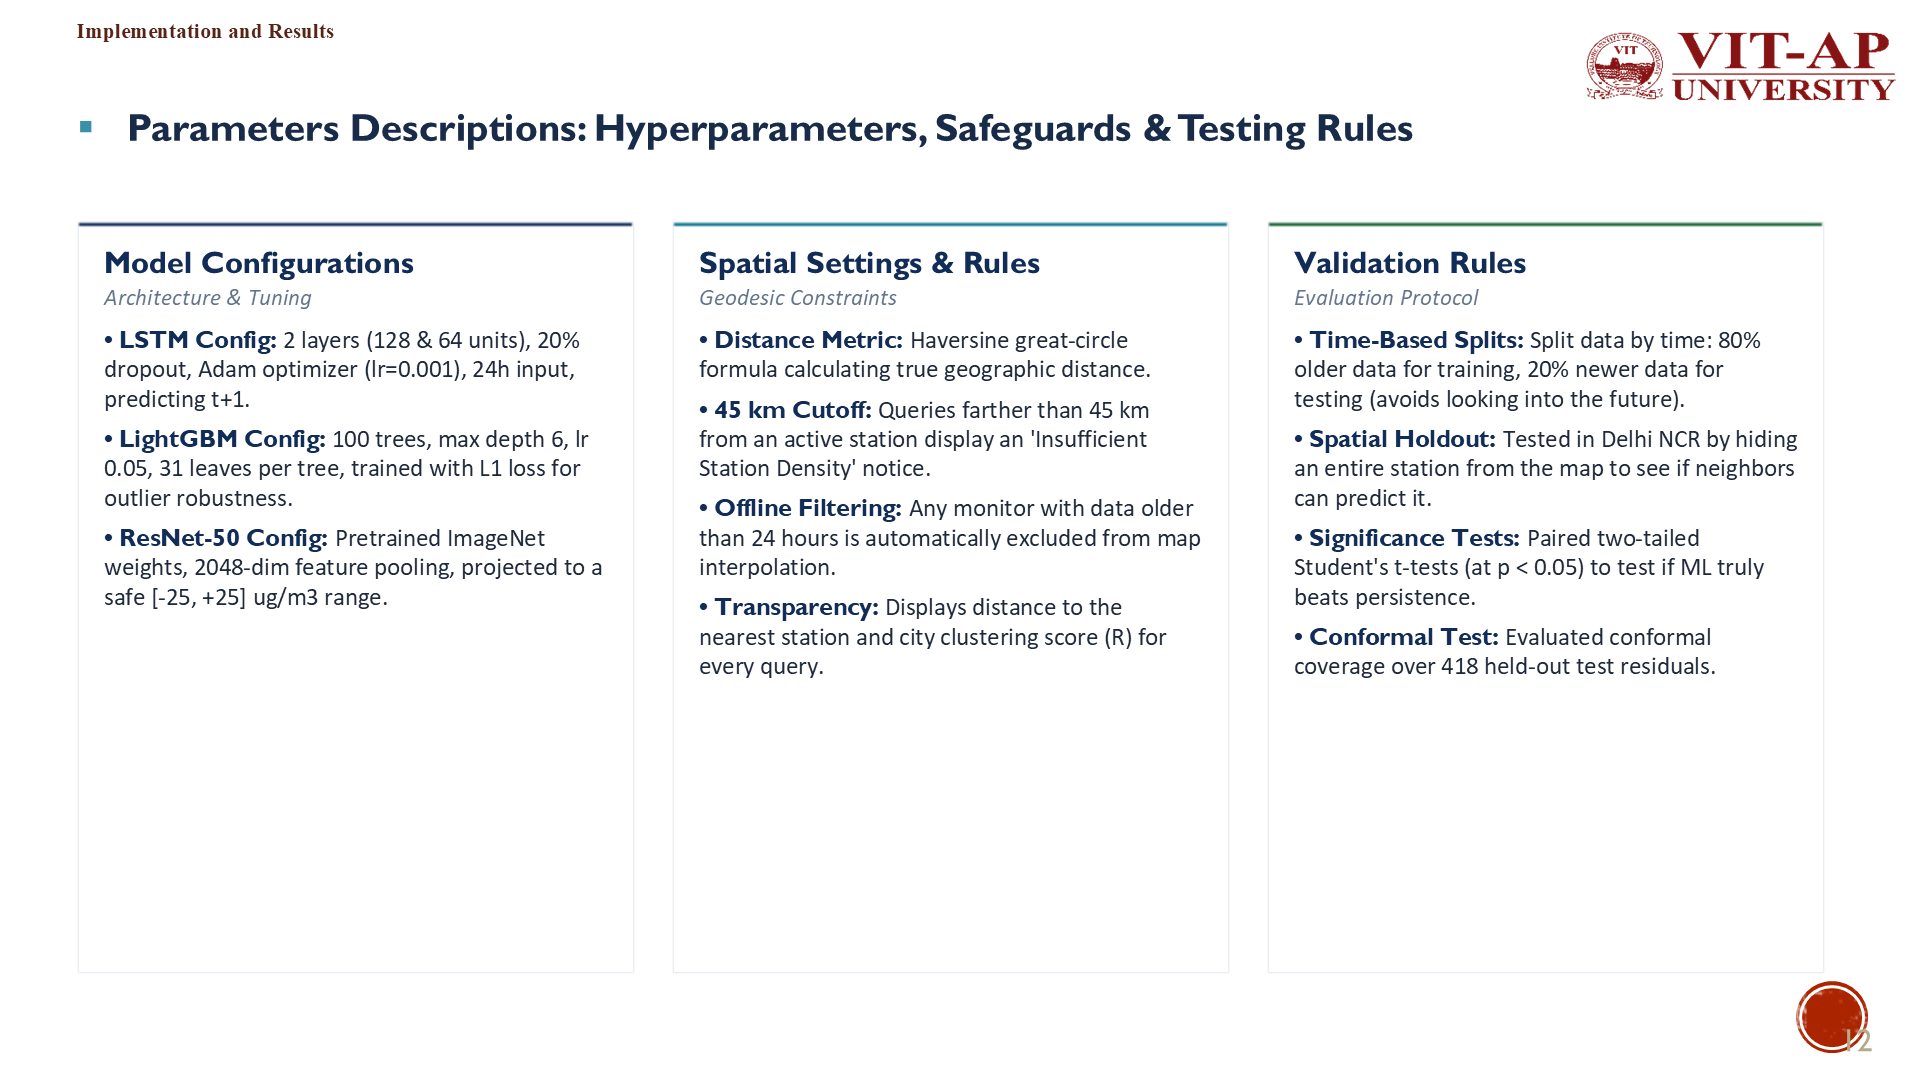 Implementation and Results
VIT
VIT-AP
UNIVERSITY
▪ Parameters Descriptions: Hyperparameters, Safeguards & Testing Rules
Model Configurations
Architecture & Tuning
• LSTM Config: 2 layers (128 & 64 units), 20%
dropout, Adam optimizer (lr=0.001), 24h input,
predicting t+1.
• LightGBM Config: 100 trees, max depth 6, lr
0.05, 31 leaves per tree, trained with L1 loss for
outlier robustness.
• ResNet-50 Config: Pretrained ImageNet
weights, 2048-dim feature pooling, projected to a
safe [-25, +25] ug/m3 range.
Spatial Settings & Rules
Geodesic Constraints
• Distance Metric: Haversine great-circle
formula calculating true geographic distance.
• 45 km Cutoff: Queries farther than 45 km
from an active station display an 'Insufficient
Station Density' notice.
• Offline Filtering: Any monitor with data older
than 24 hours is automatically excluded from map
interpolation.
• Transparency: Displays distance to the
nearest station and city clustering score (R) for
every query.
Validation Rules
Evaluation Protocol
• Time-Based Splits: Split data by time: 80%
older data for training, 20% newer data for
testing (avoids looking into the future).
• Spatial Holdout: Tested in Delhi NCR by hiding
an entire station from the map to see if neighbors
can predict it.
• Significance Tests: Paired two-tailed
Student's t-tests (at p < 0.05) to test if ML truly
beats persistence.
• Conformal Test: Evaluated conformal
coverage over 418 held-out test residuals.
12